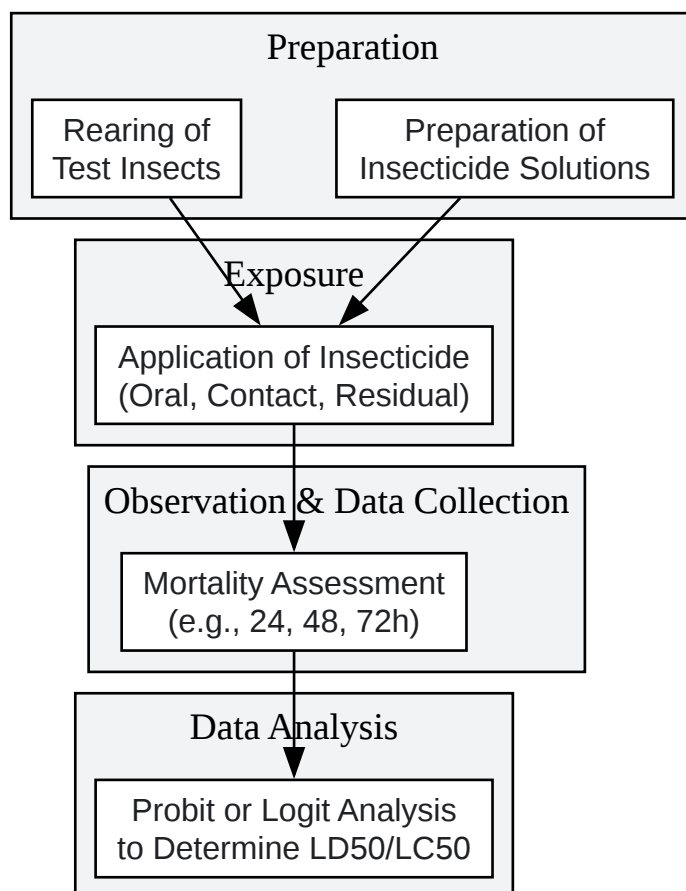 Preparation
Rearing of
Test Insects
Preparation of
Insecticide Solutions
Exposure
Application of Insecticide
(Oral, Contact, Residual)
Observation & Data Collection
Mortality Assessment
(e.g., 24, 48, 72h)
Data Analysis
Probit or Logit Analysis
to Determine LD50/LC50